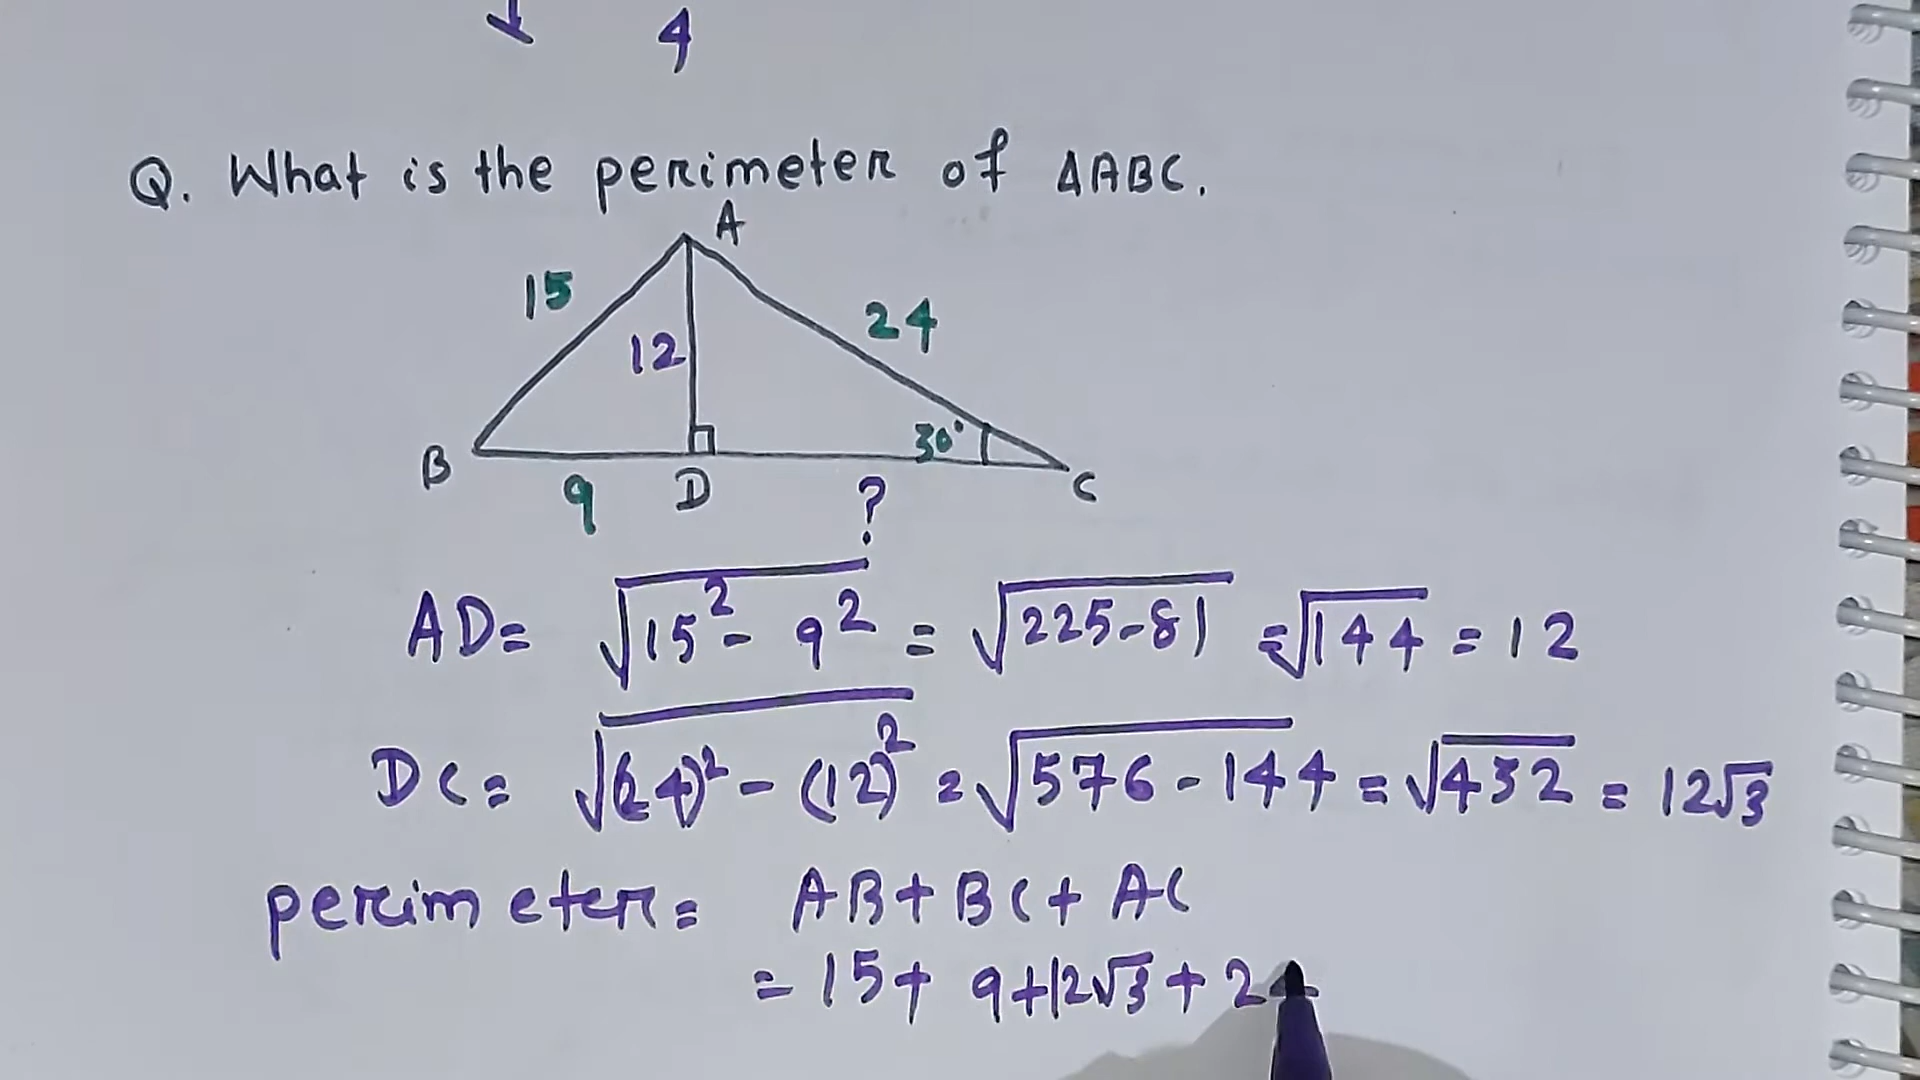 4
Q. What is the perimeter of ΔABC.
A
15
24
12
30°
B
9
D
?
C
AD= √15² - 9² = √225-81 = √144 = 12
DC= √(24)² - (12)² = √576 - 144 = √432 = 12√3
perimeter= AB+BC+AC
= 15+ 9+12√3 + 24